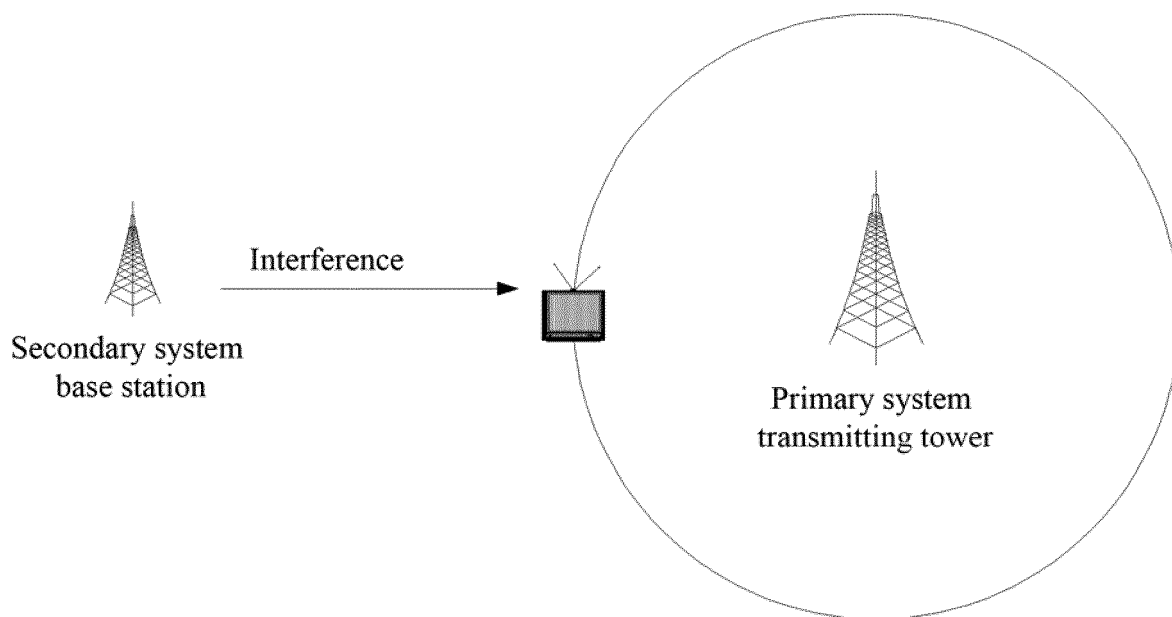 Interference
Secondary system
base station
Primary system
transmitting tower